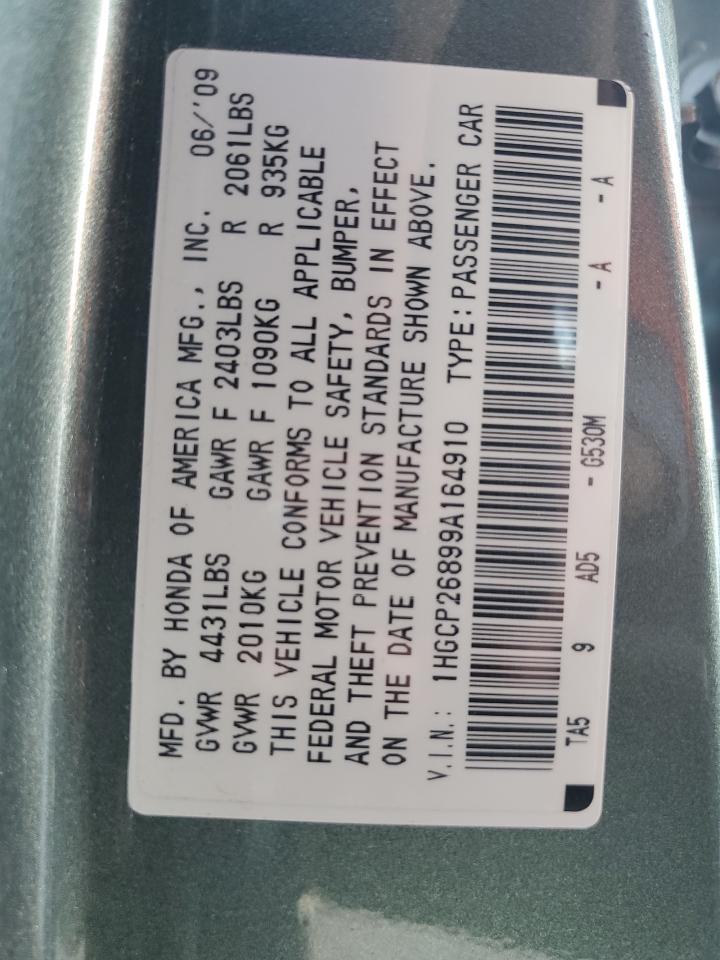 MFD. BY HONDA OF AMERICA MFG., INC. 06/'09
GVWR 4431LBS GAWR F 2403LBS R 2061LBS
GVWR 2010KG GAWR F 1090KG R 935KG
THIS VEHICLE CONFORMS TO ALL APPLICABLE
FEDERAL MOTOR VEHICLE SAFETY, BUMPER,
AND THEFT PREVENTION STANDARDS IN EFFECT
ON THE DATE OF MANUFACTURE SHOWN ABOVE.
V.I.N.: 1HGCP26899A164910 TYPE:PASSENGER CAR
TA5 9 AD5 - G530M - A - A